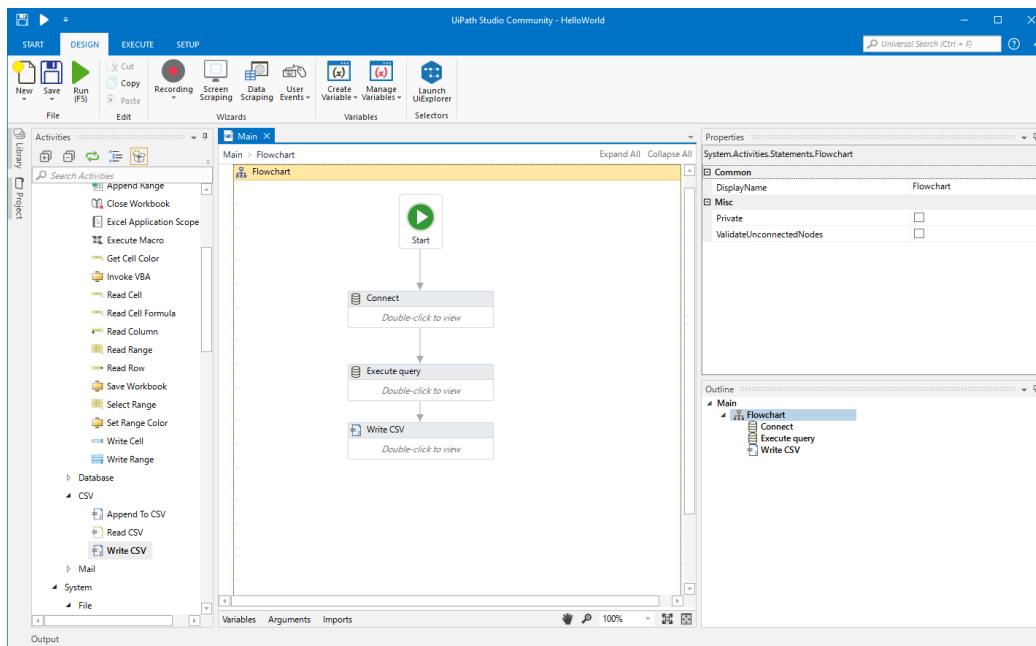 UiPath Studio Community - HelloWorld
START DESIGN EXECUTE SETUP
Universal Search (Ctrl + F)
New
Save
Run
(F5)
File
Cut
Copy
Paste
Edit
Recording
Screen
Scraping
Data
Scraping
User
Events
Wizards
Create
Variable
Manage
Variables
Variables
Launch
UiExplorer
Selectors
Library
Project
Activities
Search Activities
Append Range
Close Workbook
Excel Application Scope
Execute Macro
Get Cell Color
Invoke VBA
Read Cell
Read Cell Formula
Read Column
Read Range
Read Row
Save Workbook
Select Range
Set Range Color
Write Cell
Write Range
Database
CSV
Append To CSV
Read CSV
Write CSV
Mail
System
File
Output
Main
Main > Flowchart
Expand All Collapse All
Flowchart
Start
Connect
Double-click to view
Execute query
Double-click to view
Write CSV
Double-click to view
Variables Arguments Imports
100%
Properties
System.Activities.Statements.Flowchart
Common
DisplayName Flowchart
Misc
Private
ValidateUnconnectedNodes
Outline
Main
Flowchart
Connect
Execute query
Write CSV